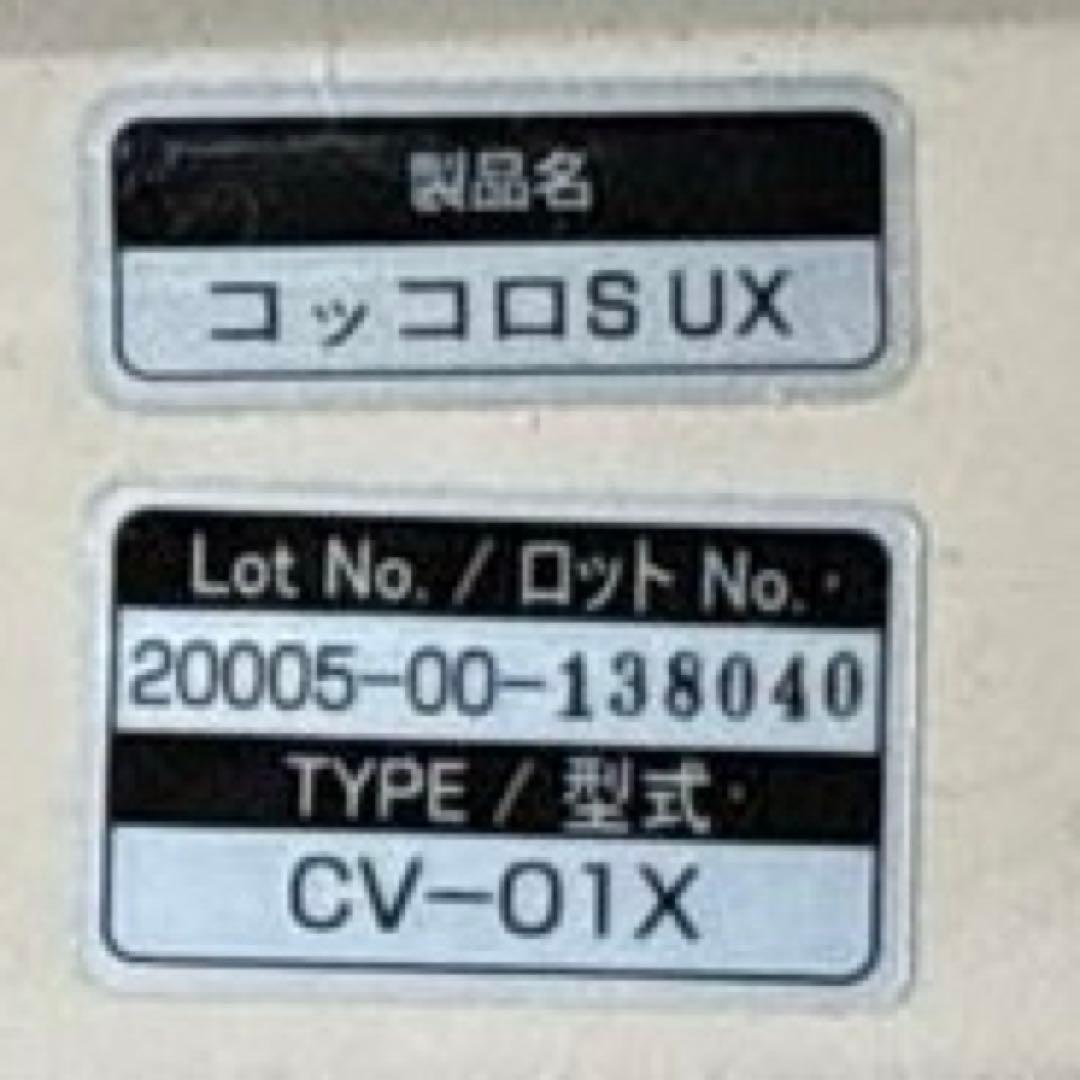 製品名
コッコロS UX
Lot No. / ロット No.
20005-00-138040
TYPE / 型式
CV-01X